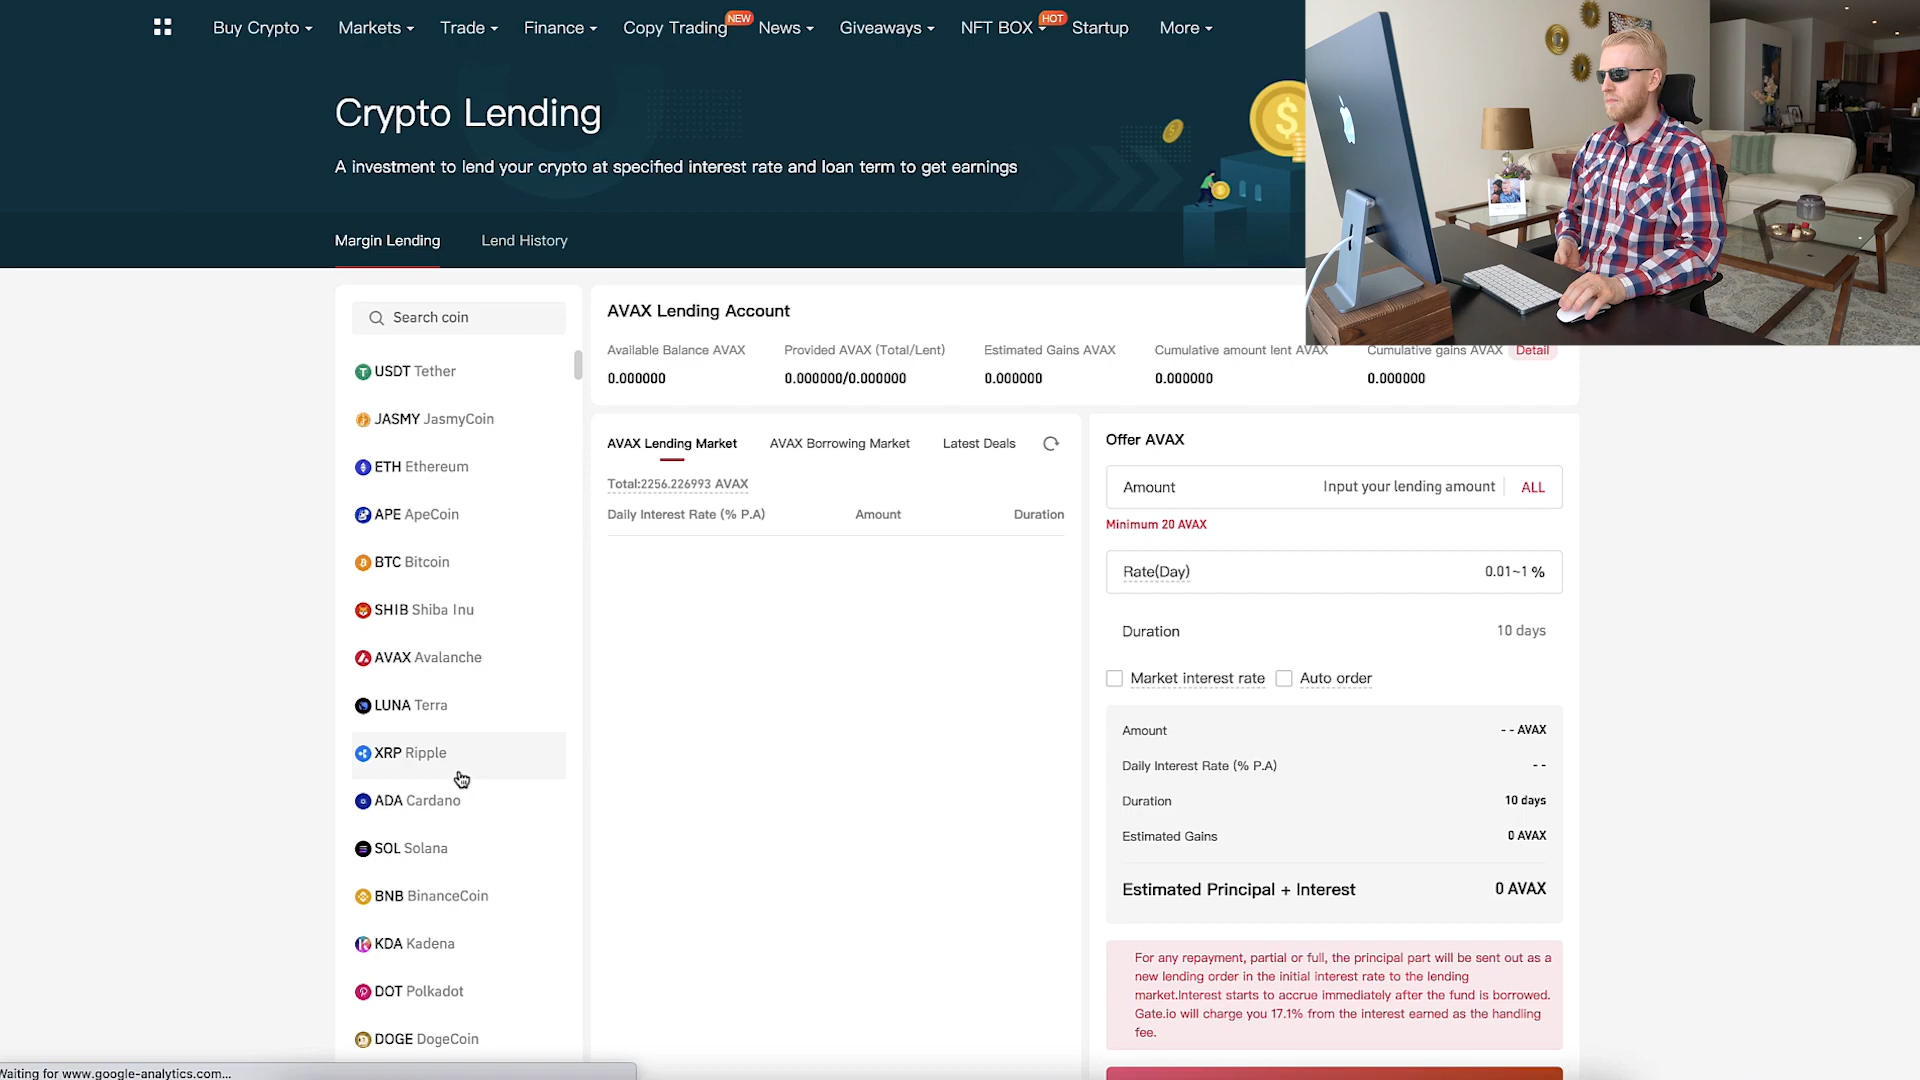 Buy Crypto Markets Trade Finance Copy Trading NEW News Giveaways NFT BOX HOT Startup More
Crypto Lending
A investment to lend your crypto at specified interest rate and loan term to get earnings
Margin Lending Lend History
Search coin
USDT Tether
JASMY JasmyCoin
ETH Ethereum
APE ApeCoin
BTC Bitcoin
SHIB Shiba Inu
AVAX Avalanche
LUNA Terra
XRP Ripple
ADA Cardano
SOL Solana
BNB BinanceCoin
KDA Kadena
DOT Polkadot
DOGE DogeCoin
AVAX Lending Account
Available Balance AVAX Provided AVAX (Total/Lent) Estimated Gains AVAX Cumulative amount lent AVAX Cumulative gains AVAX Detail
0.000000 0.000000/0.000000 0.000000 0.000000 0.000000
AVAX Lending Market AVAX Borrowing Market Latest Deals
Total:2256.226993 AVAX
Daily Interest Rate (% P.A) Amount Duration
Offer AVAX
Amount Input your lending amount ALL
Minimum 20 AVAX
Rate(Day) 0.01~1 %
Duration 10 days
Market interest rate Auto order
Amount - - AVAX
Daily Interest Rate (% P.A) - -
Duration 10 days
Estimated Gains 0 AVAX
Estimated Principal + Interest 0 AVAX
For any repayment, partial or full, the principal part will be sent out as a
new lending order in the initial interest rate to the lending
market.Interest starts to accrue immediately after the fund is borrowed.
Gate.io will charge you 17.1% from the interest earned as the handling
fee.
Waiting for www.google-analytics.com...